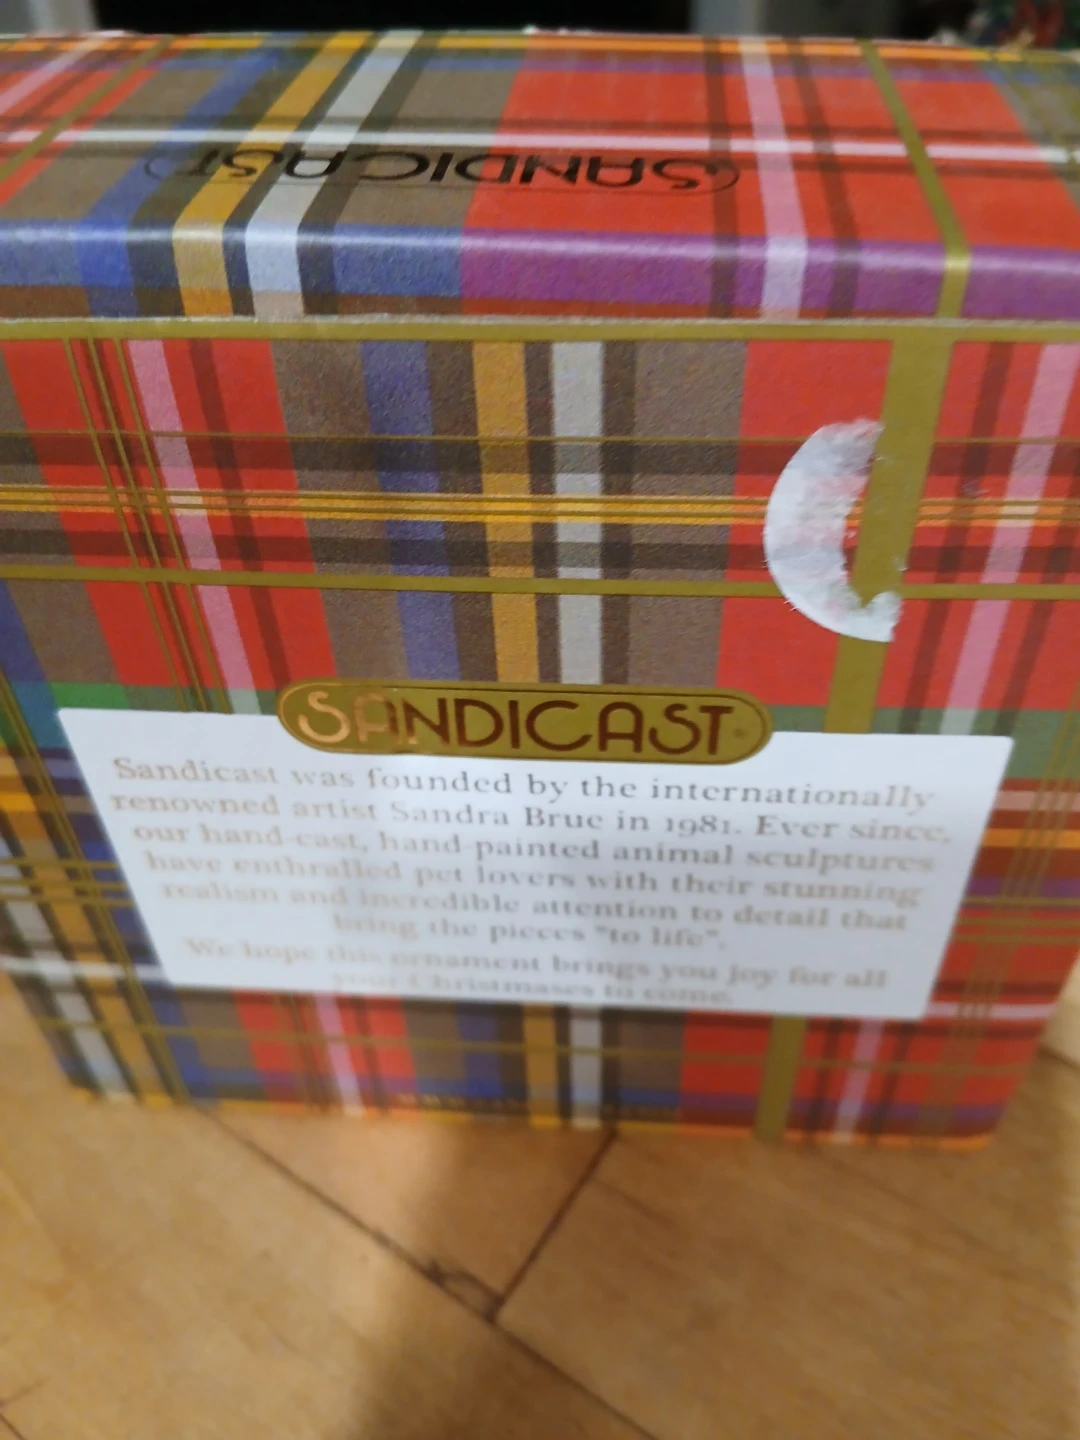 SANDICAST
SANDICAST
Sandicast was founded by the internationally
renowned artist Sandra Brue in 1981. Ever since,
our hand-cast, hand-painted animal sculptures
have enthralled pet lovers with their stunning
realism and incredible attention to detail that
bring the pieces "to life".
We hope this ornament brings you joy for all
your Christmases to come.